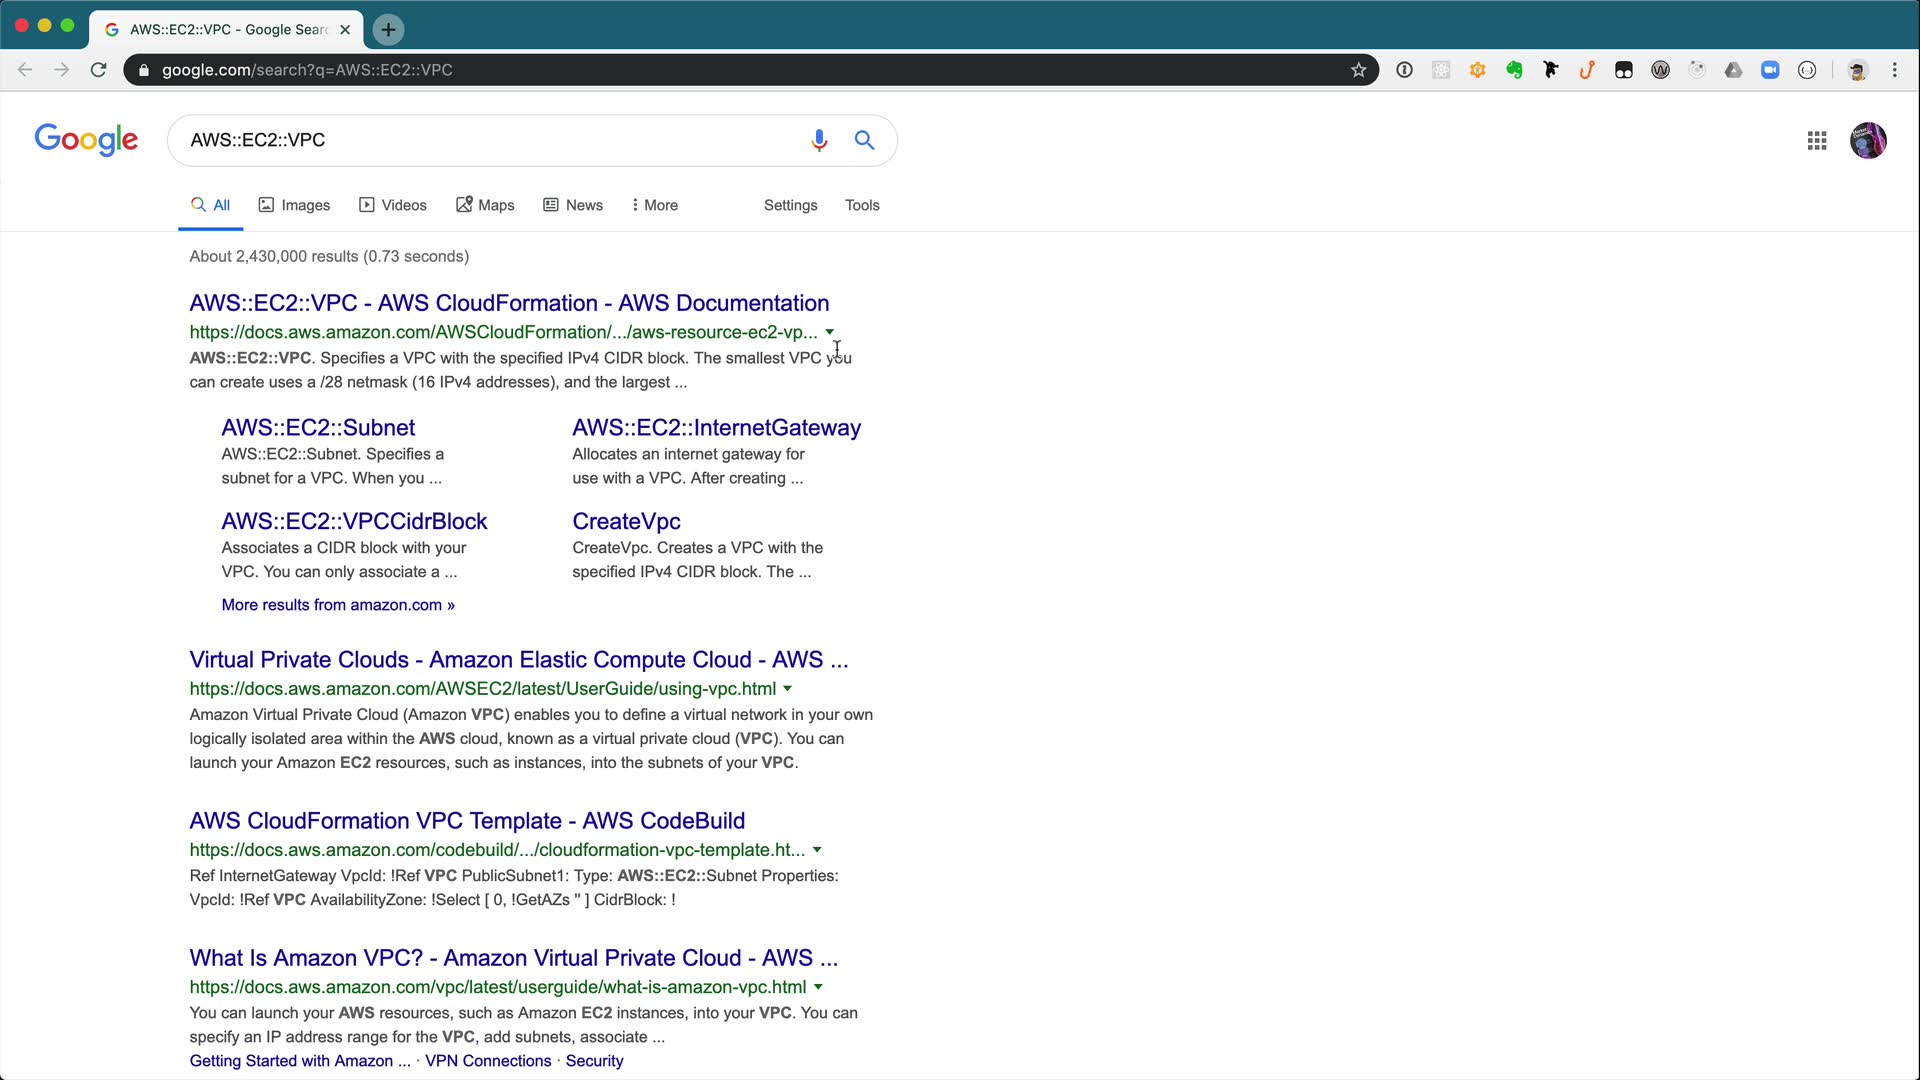 AWS::EC2::VPC - Google Sear
google.com/search?q=AWS::EC2::VPC
Google
AWS::EC2::VPC
All Images Videos Maps News More Settings Tools
About 2,430,000 results (0.73 seconds)
AWS::EC2::VPC - AWS CloudFormation - AWS Documentation
https://docs.aws.amazon.com/AWSCloudFormation/.../aws-resource-ec2-vp...
AWS::EC2::VPC. Specifies a VPC with the specified IPv4 CIDR block. The smallest VPC you
can create uses a /28 netmask (16 IPv4 addresses), and the largest ...
AWS::EC2::Subnet
AWS::EC2::Subnet. Specifies a
subnet for a VPC. When you ...
AWS::EC2::InternetGateway
Allocates an internet gateway for
use with a VPC. After creating ...
AWS::EC2::VPCCidrBlock
Associates a CIDR block with your
VPC. You can only associate a ...
CreateVpc
CreateVpc. Creates a VPC with the
specified IPv4 CIDR block. The ...
More results from amazon.com »
Virtual Private Clouds - Amazon Elastic Compute Cloud - AWS ...
https://docs.aws.amazon.com/AWSEC2/latest/UserGuide/using-vpc.html
Amazon Virtual Private Cloud (Amazon VPC) enables you to define a virtual network in your own
logically isolated area within the AWS cloud, known as a virtual private cloud (VPC). You can
launch your Amazon EC2 resources, such as instances, into the subnets of your VPC.
AWS CloudFormation VPC Template - AWS CodeBuild
https://docs.aws.amazon.com/codebuild/.../cloudformation-vpc-template.ht...
Ref InternetGateway VpcId: !Ref VPC PublicSubnet1: Type: AWS::EC2::Subnet Properties:
VpcId: !Ref VPC AvailabilityZone: !Select [ 0, !GetAZs '' ] CidrBlock: !
What Is Amazon VPC? - Amazon Virtual Private Cloud - AWS ...
https://docs.aws.amazon.com/vpc/latest/userguide/what-is-amazon-vpc.html
You can launch your AWS resources, such as Amazon EC2 instances, into your VPC. You can
specify an IP address range for the VPC, add subnets, associate ...
Getting Started with Amazon ... · VPN Connections · Security